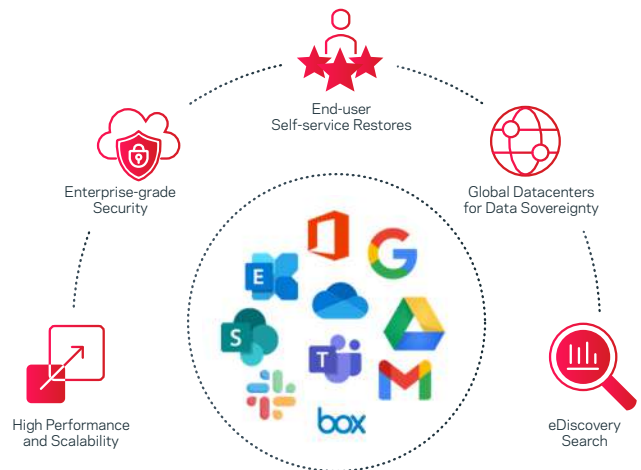 End-user
Self-service Restores
Enterprise-grade
Security
Global Datacenters
for Data Sovereignty
E
S
T
box
High Performance
and Scalability
eDiscovery
Search